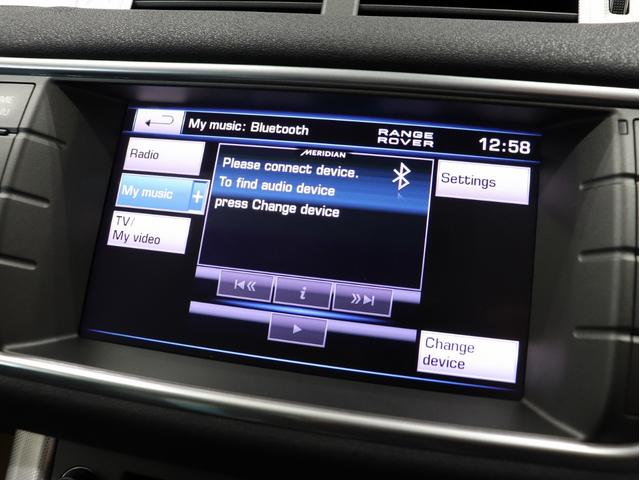 My music: Bluetooth
RANGE
ROVER
12:58
Radio
My music +
TV/
My video
MERIDIAN
Please connect device.
To find audio device
press Change device
Settings
i
Change
device